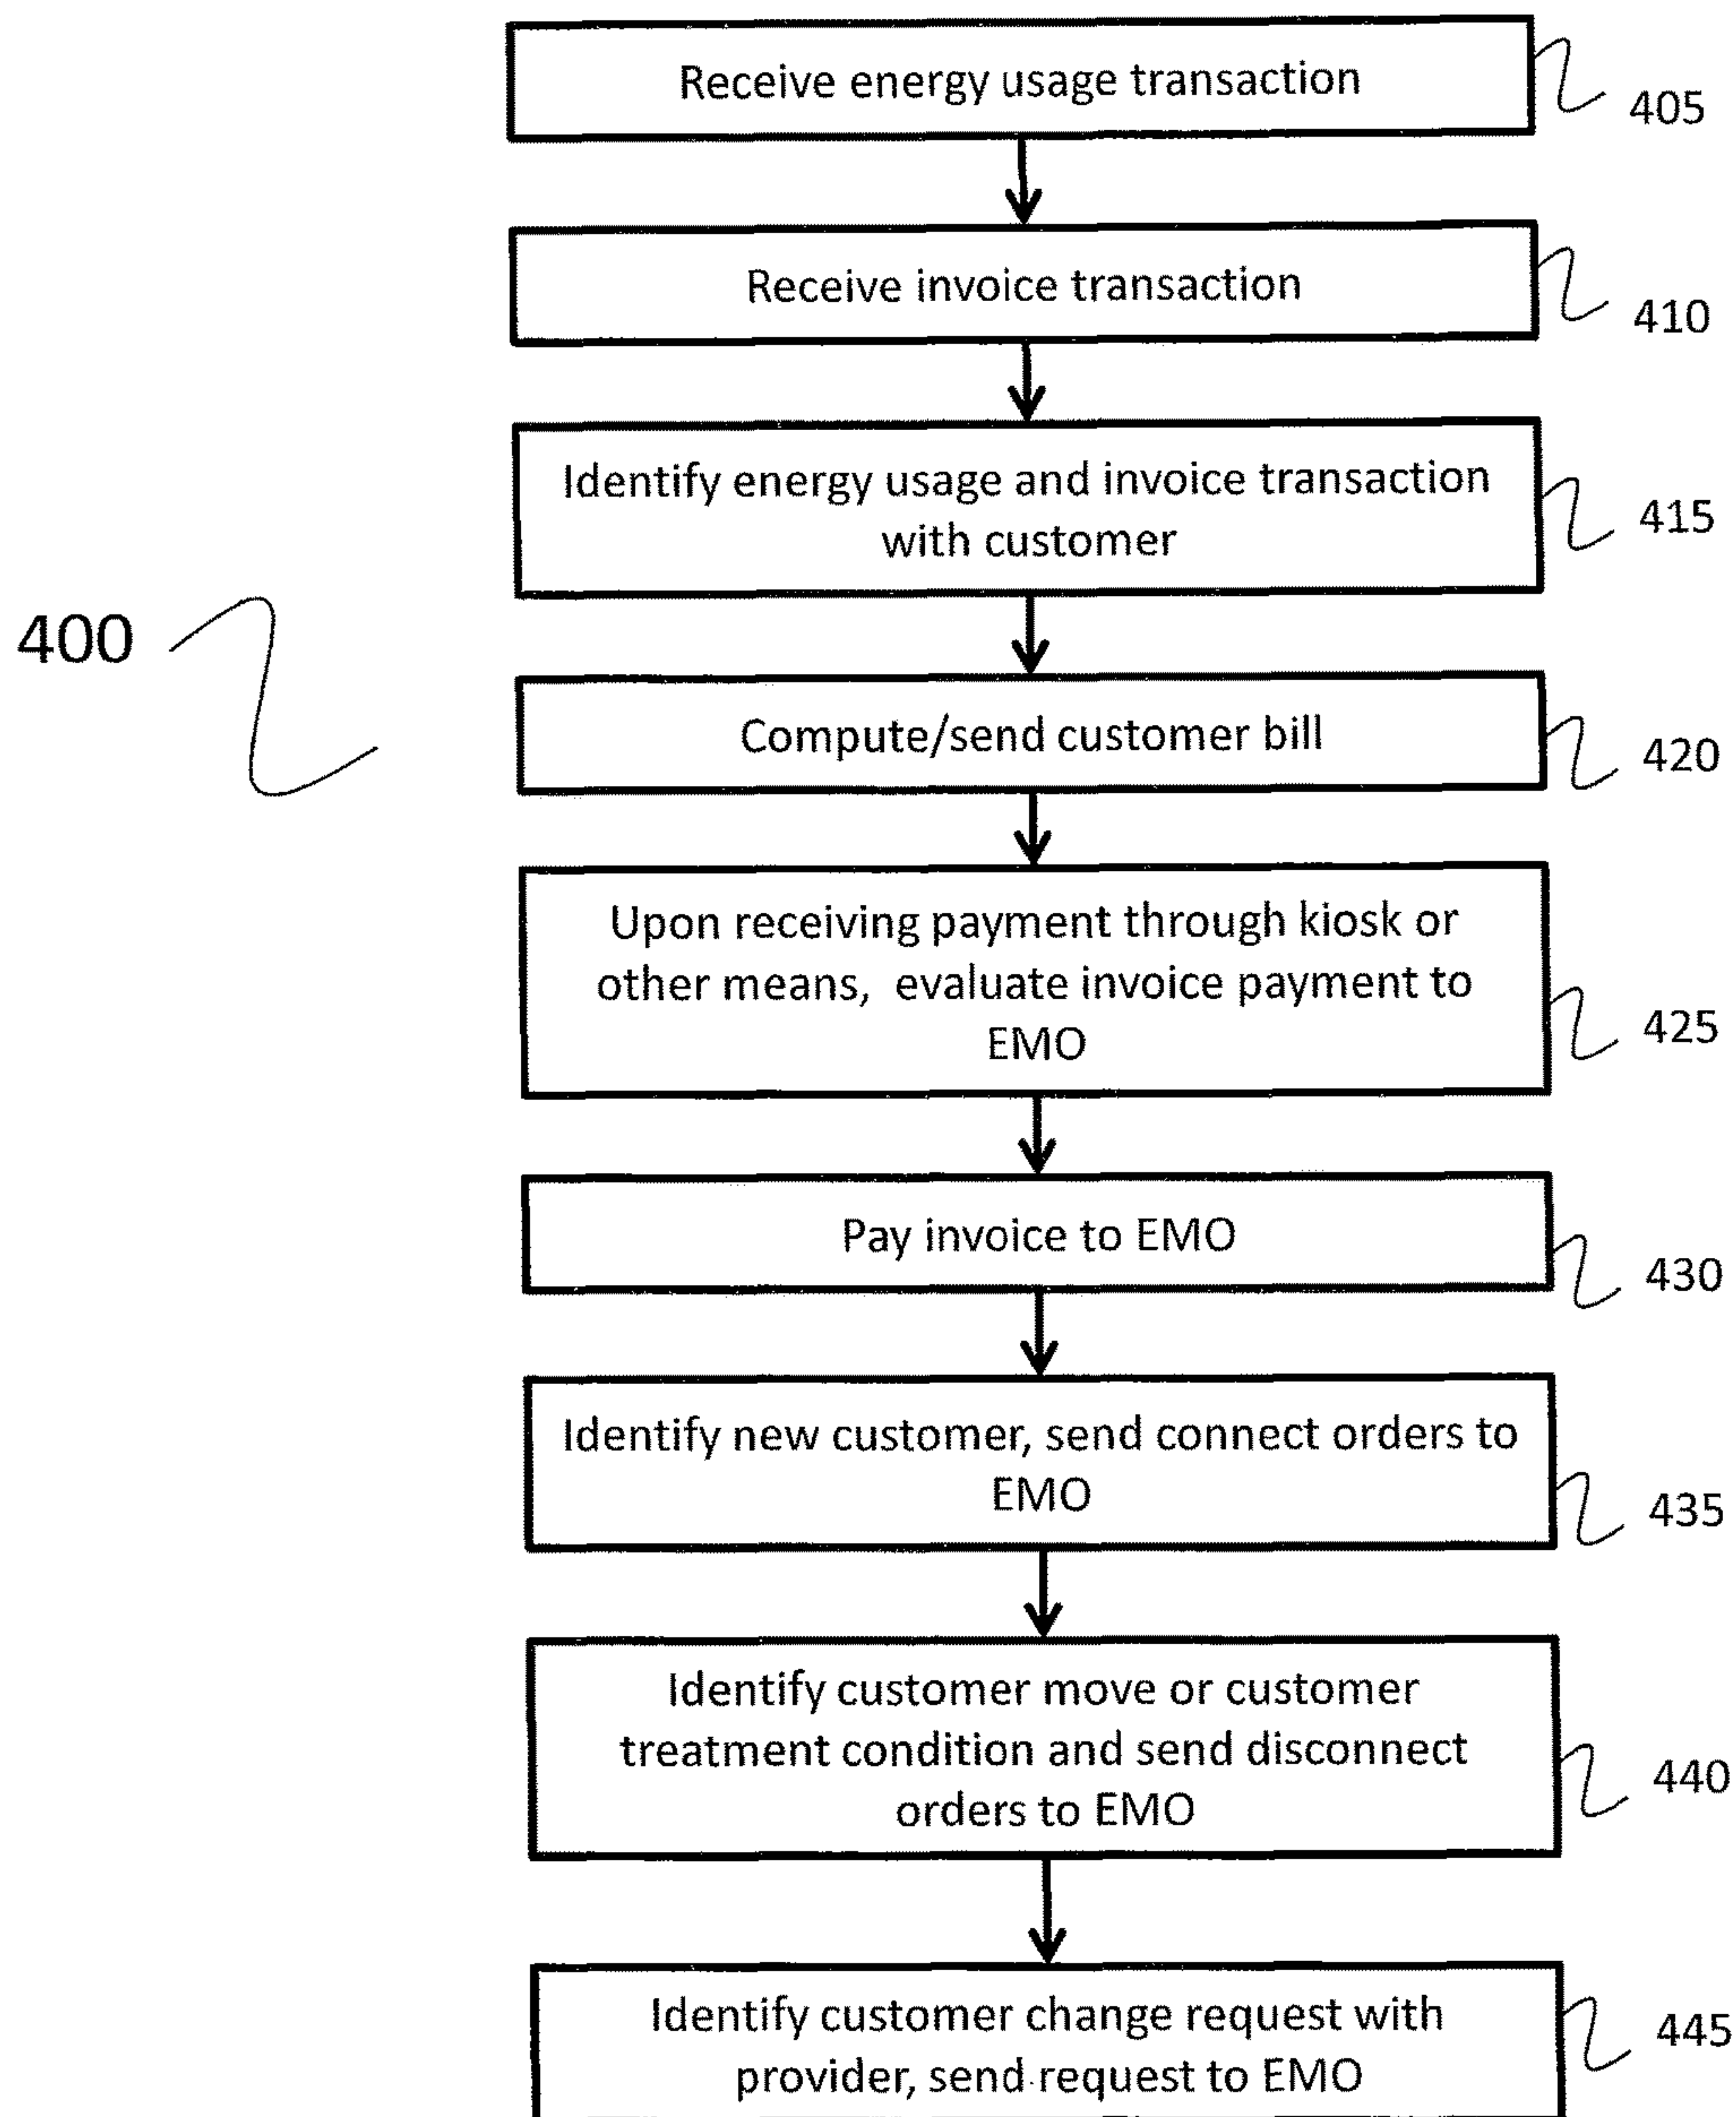 Receive energy usage transaction
405
Receive invoice transaction
410
Identify energy usage and invoice transaction
with customer
415
400
Compute/send customer bill
420
Upon receiving payment through kiosk or
other means, evaluate invoice payment to
EMO
425
Pay invoice to EMO
430
Identify new customer, send connect orders to
EMO
435
Identify customer move or customer
treatment condition and send disconnect
orders to EMO
440
Identify customer change request with
provider, send request to EMO
445